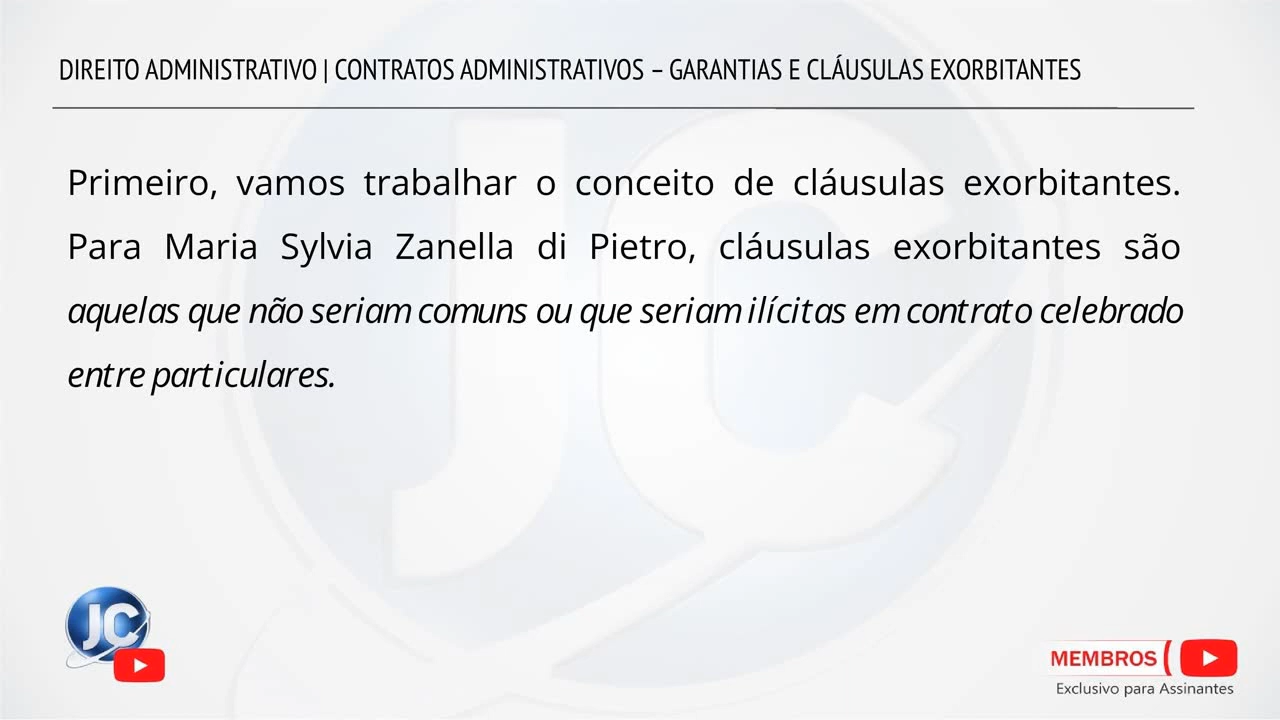 DIREITO ADMINISTRATIVO | CONTRATOS ADMINISTRATIVOS – GARANTIAS E CLÁUSULAS EXORBITANTES
Primeiro, vamos trabalhar o conceito de cláusulas exorbitantes.
Para Maria Sylvia Zanella di Pietro, cláusulas exorbitantes são
aquelas que não seriam comuns ou que seriam ilícitas em contrato celebrado
entre particulares.
JC
MEMBROS
Exclusivo para Assinantes